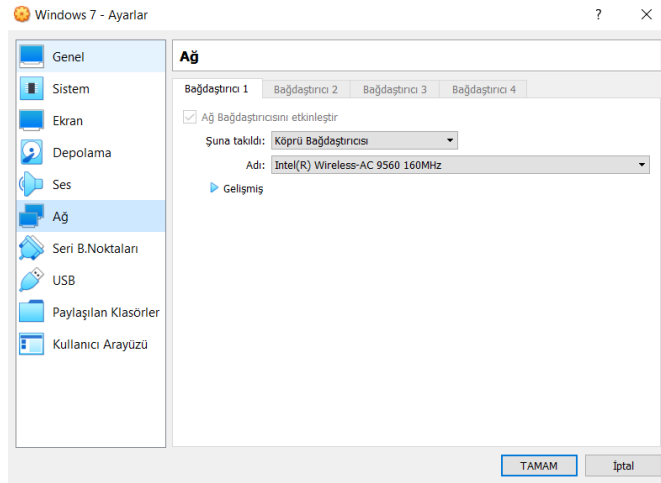 Windows 7 - Ayarlar
?
Genel
Sistem
Ekran
Depolama
Ses
Ağ
Seri B.Noktaları
USB
Paylaşılan Klasörler
Kullanıcı Arayüzü
Ağ
Bağdaştırıcı 1 Bağdaştırıcı 2 Bağdaştırıcı 3 Bağdaştırıcı 4
Ağ Bağdaştırıcısını etkinleştir
Şuna takıldı: Köprü Bağdaştırıcısı
Adı: Intel(R) Wireless-AC 9560 160MHz
Gelişmiş
TAMAM İptal